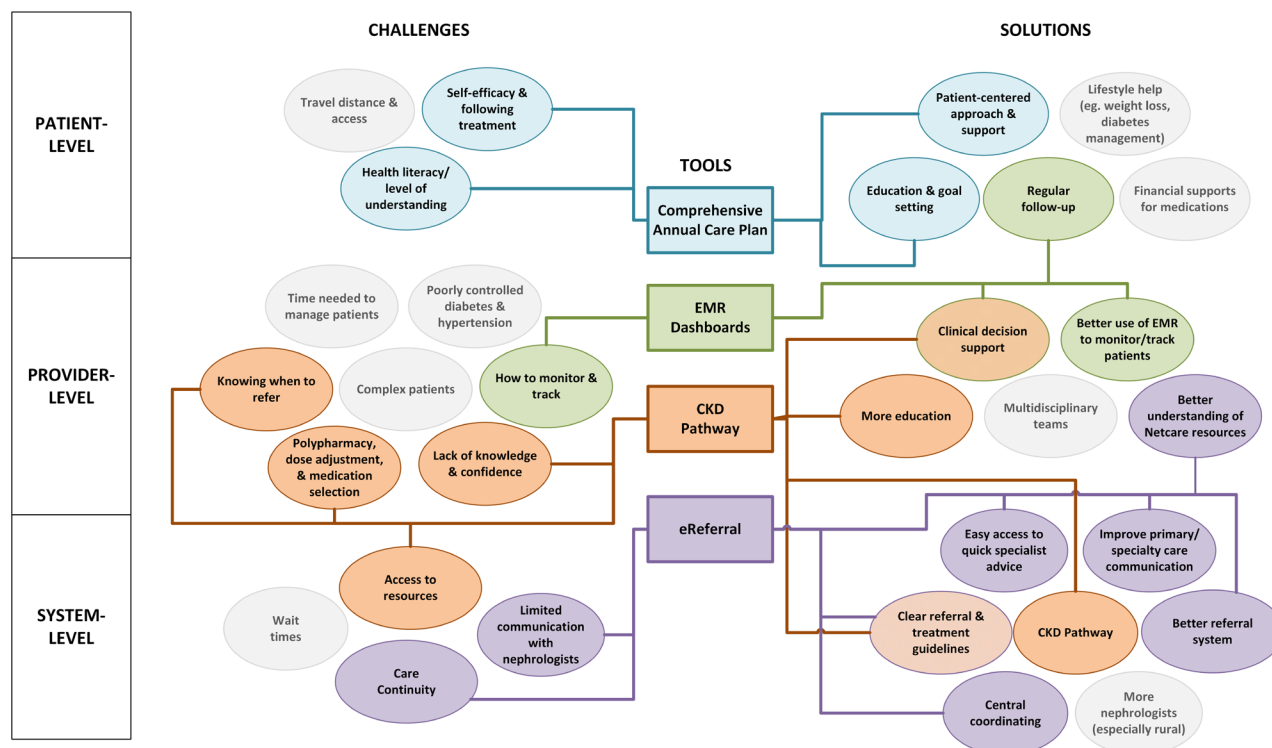 CHALLENGES
SOLUTIONS
PATIENT-
LEVEL
Travel distance &
access
Self-efficacy &
following
treatment
Health literacy/
level of
understanding
TOOLS
Comprehensive
Annual Care Plan
Patient-centered
approach &
support
Lifestyle help
(eg. weight loss,
diabetes
management)
Education & goal
setting
Regular
follow-up
Financial supports
for medications
PROVIDER-
LEVEL
Time needed to
manage patients
Poorly controlled
diabetes &
hypertension
Knowing when to
refer
Complex patients
How to monitor &
track
Polypharmacy,
dose adjustment,
& medication
selection
Lack of knowledge
& confidence
EMR
Dashboards
CKD
Pathway
Clinical decision
support
Better use of EMR
to monitor/track
patients
More education
Multidisciplinary
teams
Better
understanding of
Netcare resources
SYSTEM-
LEVEL
Access to
resources
Wait
times
Limited
communication
with
nephrologists
Care
Continuity
eReferral
Easy access to
quick specialist
advice
Improve primary/
specialty care
communication
Clear referral &
treatment
guidelines
CKD Pathway
Better referral
system
Central
coordinating
More
nephrologists
(especially rural)